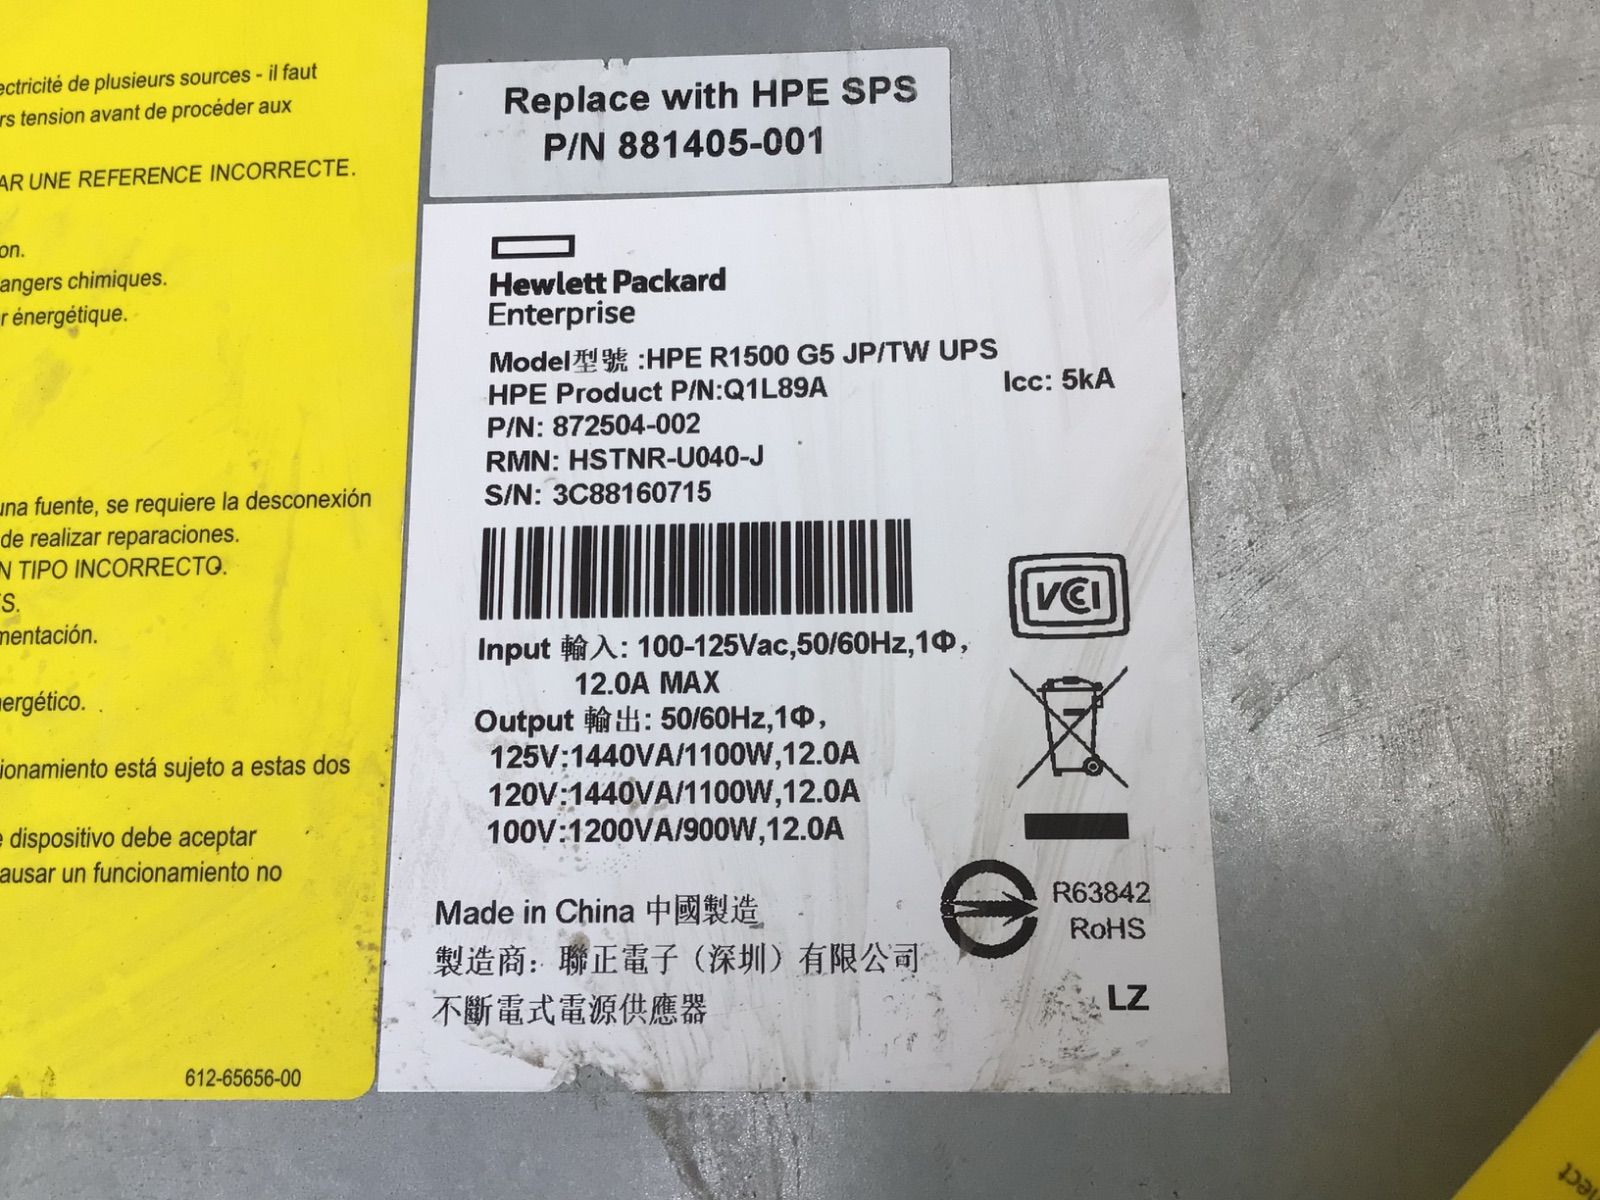 ectricité de plusieurs sources - il faut
rs tension avant de procéder aux
AR UNE REFERENCE INCORRECTE.
on.
angers chimiques.
r énergétique.
una fuente, se requiere la desconexión
de realizar reparaciones.
N TIPO INCORRECTO.
S.
mentación.
nergético.
ionamiento está sujeto a estas dos
e dispositivo debe aceptar
ausar un funcionamiento no
612-65656-00
Replace with HPE SPS
P/N 881405-001
Hewlett Packard
Enterprise
Model型號 :HPE R1500 G5 JP/TW UPS
HPE Product P/N:Q1L89A
Icc: 5kA
P/N: 872504-002
RMN: HSTNR-U040-J
S/N: 3C88160715
VCCI
Input 輸入: 100-125Vac,50/60Hz,1Φ,
12.0A MAX
Output 輸出: 50/60Hz,1Φ,
125V:1440VA/1100W,12.0A
120V:1440VA/1100W,12.0A
100V:1200VA/900W,12.0A
R63842
RoHS
Made in China 中國製造
製造商: 聯正電子（深圳）有限公司
不斷電式電源供應器
LZ